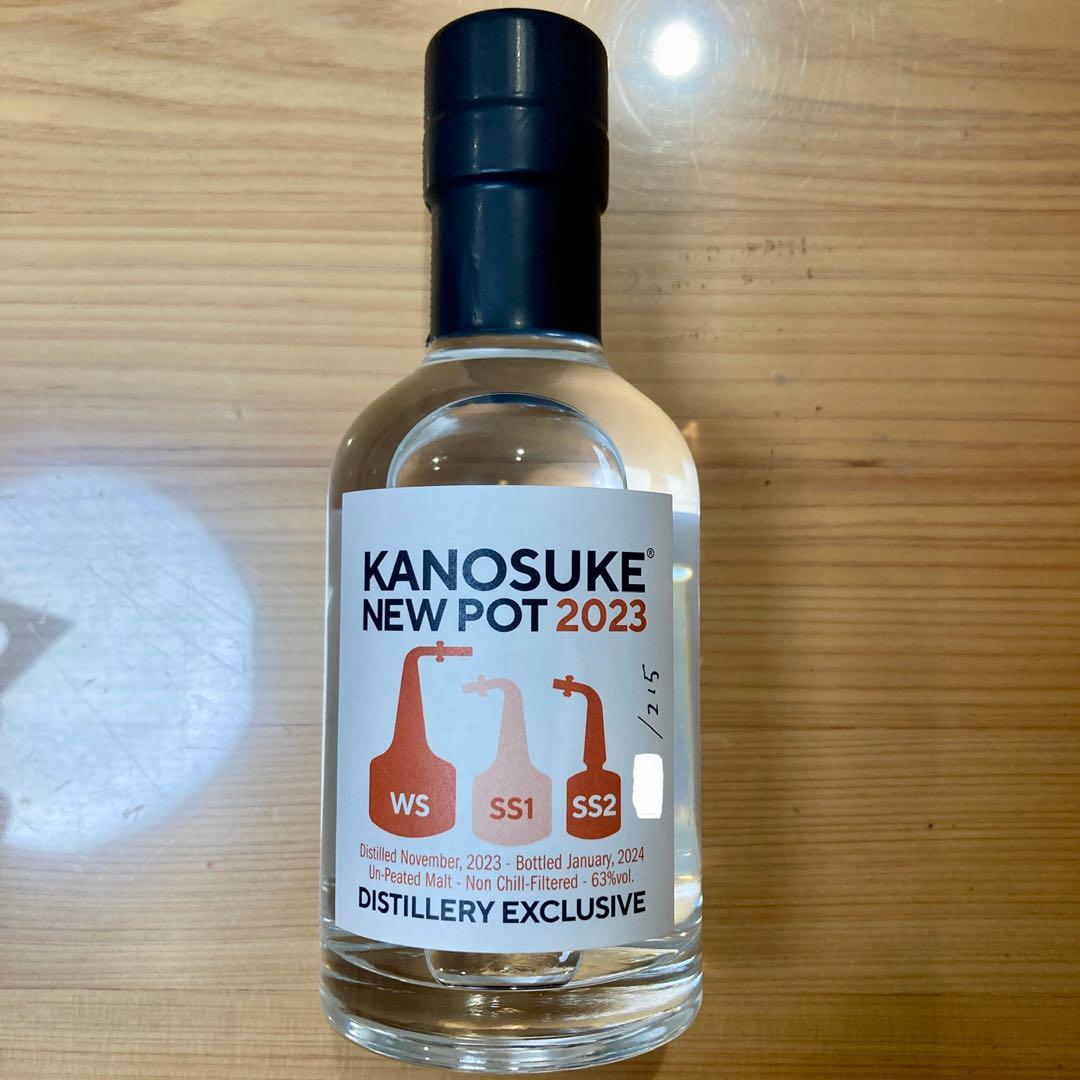 KANOSUKE®
NEW POT 2023
/215
WS
SS1
SS2
Distilled November, 2023 - Bottled January, 2024
Un-Peated Malt - Non Chill-Filtered - 63%vol.
DISTILLERY EXCLUSIVE